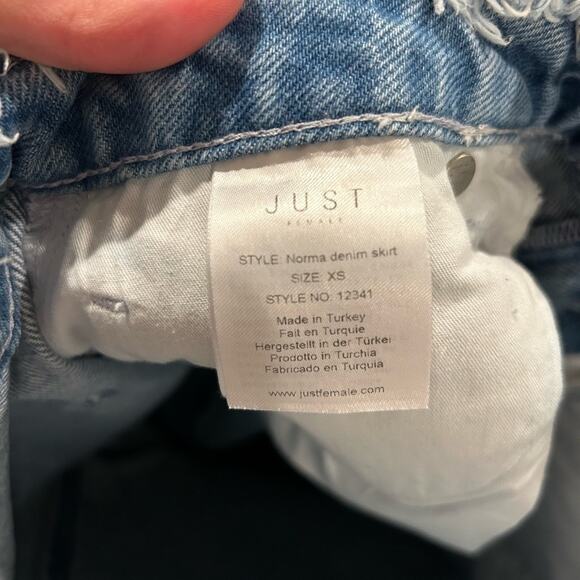 JUST
FEMALE
STYLE: Norma denim skirt
SIZE: XS
STYLE NO: 12341
Made in Turkey
Fait en Turquie
Hergestellt in der Türkei
Prodotto in Turchia
Fabricado en Turquia
www.justfemale.com